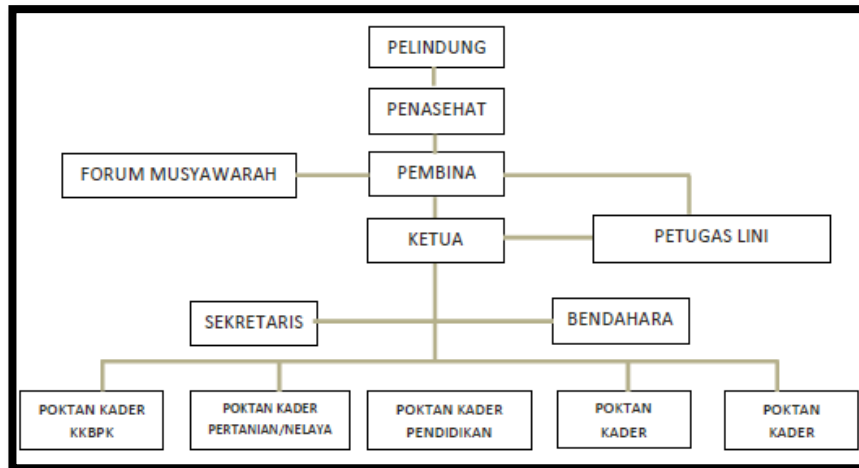 PELINDUNG
PENASEHAT
FORUM MUSYAWARAH
PEMBINA
KETUA
PETUGAS LINI
SEKRETARIS
BENDAHARA
POKTAN KADER
KKBPK
POKTAN KADER
PERTANIAN/NELAYA
POKTAN KADER
PENDIDIKAN
POKTAN
KADER
POKTAN
KADER